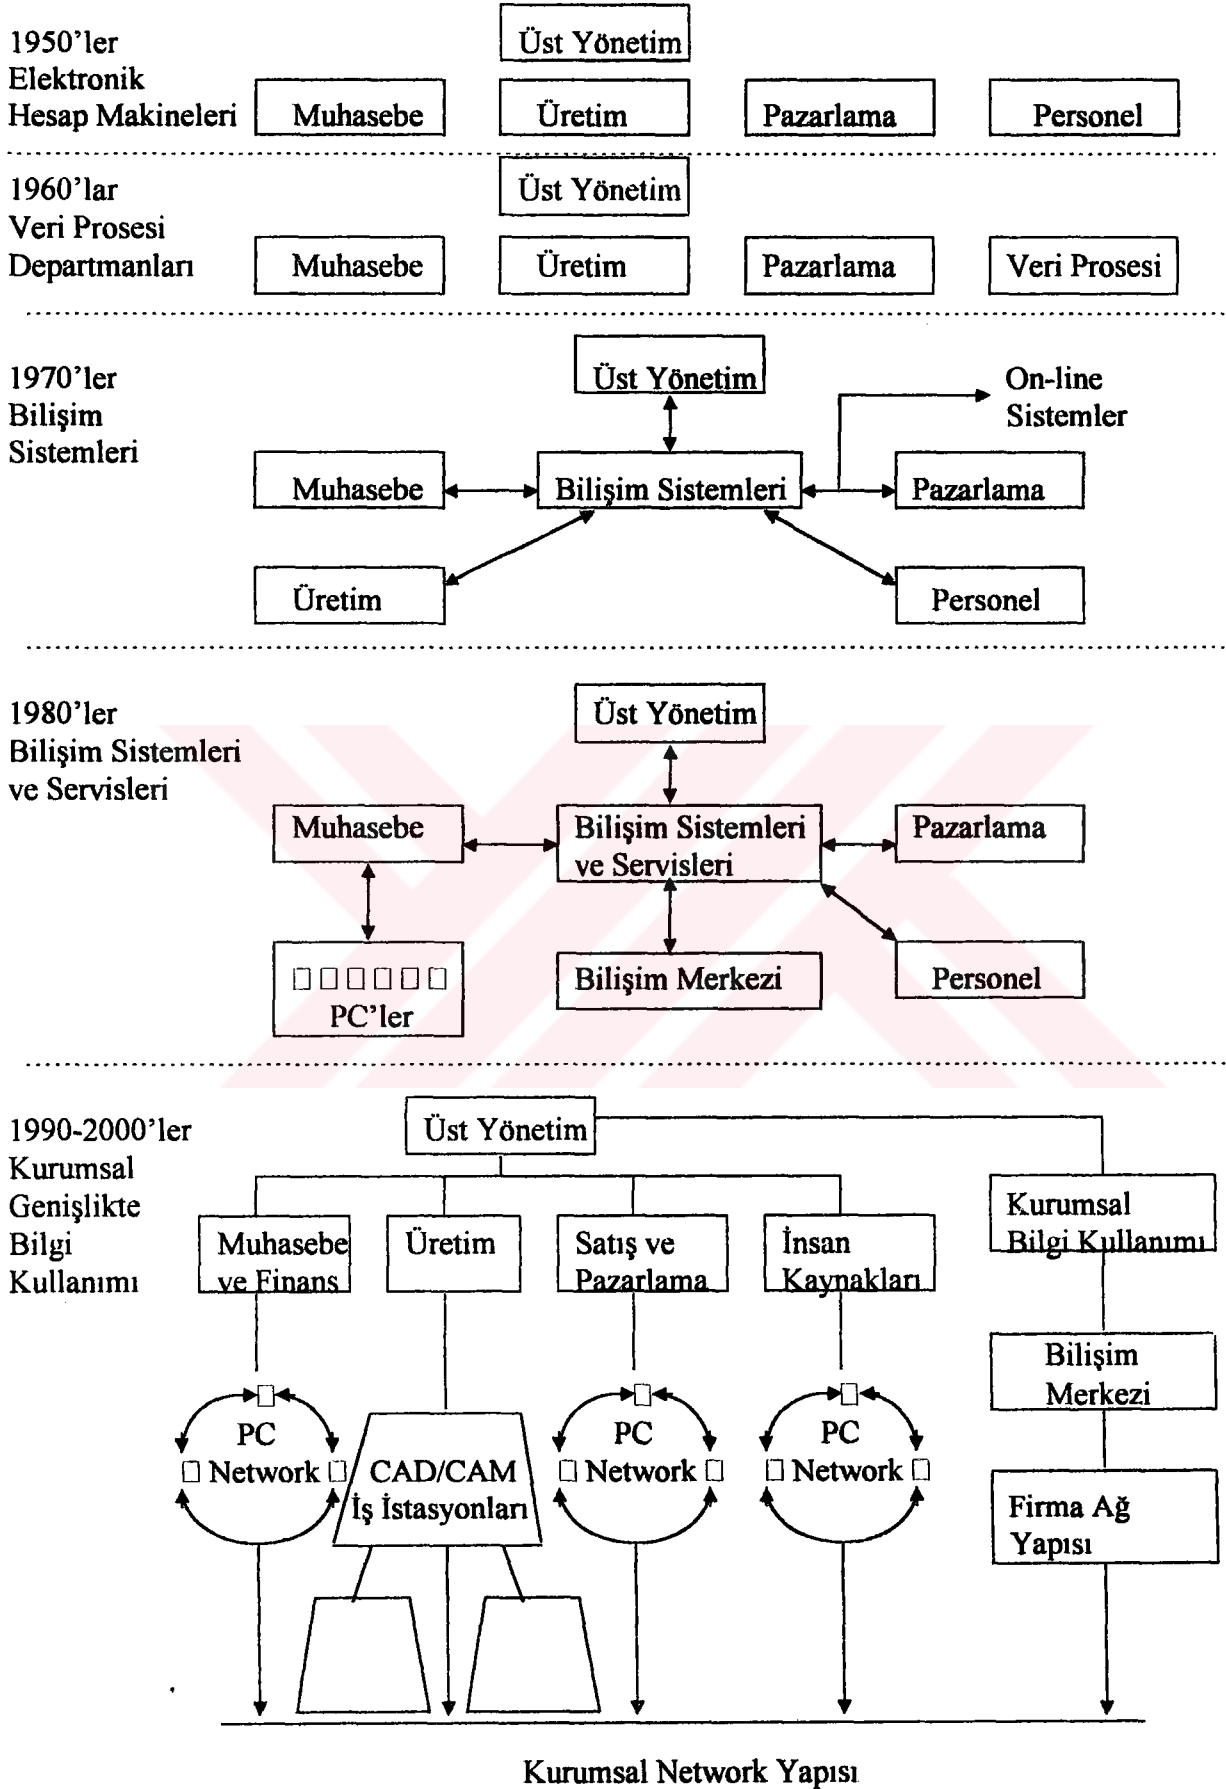 1950’ler
Elektronik
Hesap Makineleri
Üst Yönetim
Muhasebe
Üretim
Pazarlama
Personel
1960’lar
Veri Prosesi
Departmanları
Üst Yönetim
Muhasebe
Üretim
Pazarlama
Veri Prosesi
1970’ler
Bilişim
Sistemleri
Üst Yönetim
On-line
Sistemler
Muhasebe
Bilişim Sistemleri
Pazarlama
Üretim
Personel
1980’ler
Bilişim Sistemleri
ve Servisleri
Üst Yönetim
Muhasebe
Bilişim Sistemleri
ve Servisleri
Pazarlama
PC’ler
Bilişim Merkezi
Personel
1990-2000’ler
Kurumsal
Genişlikte
Bilgi
Kullanımı
Üst Yönetim
Muhasebe
ve Finans
Üretim
Satış ve
Pazarlama
İnsan
Kaynakları
Kurumsal
Bilgi Kullanımı
Bilişim
Merkezi
PC
Network
CAD/CAM
İş İstasyonları
PC
Network
PC
Network
Firma Ağ
Yapısı
Kurumsal Network Yapısı